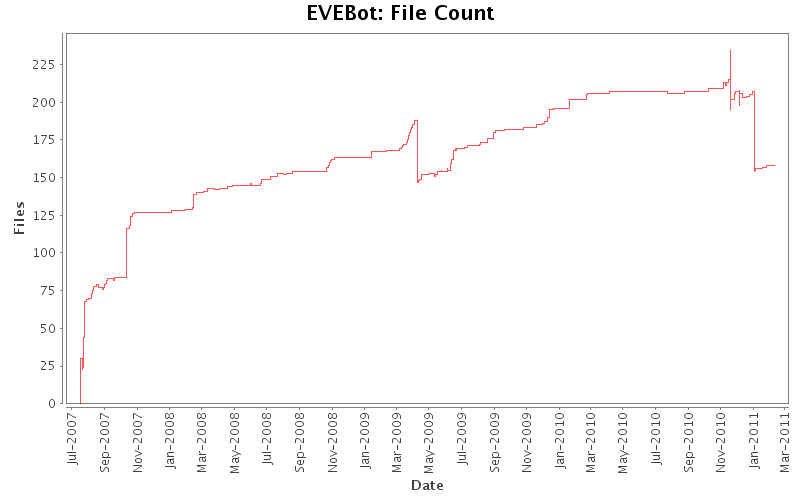 EVEBot: File Count
Files
225
200
175
150
125
100
75
50
25
0
Jul-2007
Sep-2007
Nov-2007
Jan-2008
Mar-2008
May-2008
Jul-2008
Sep-2008
Nov-2008
Jan-2009
Mar-2009
May-2009
Jul-2009
Sep-2009
Nov-2009
Jan-2010
Mar-2010
May-2010
Jul-2010
Sep-2010
Nov-2010
Jan-2011
Mar-2011
Date